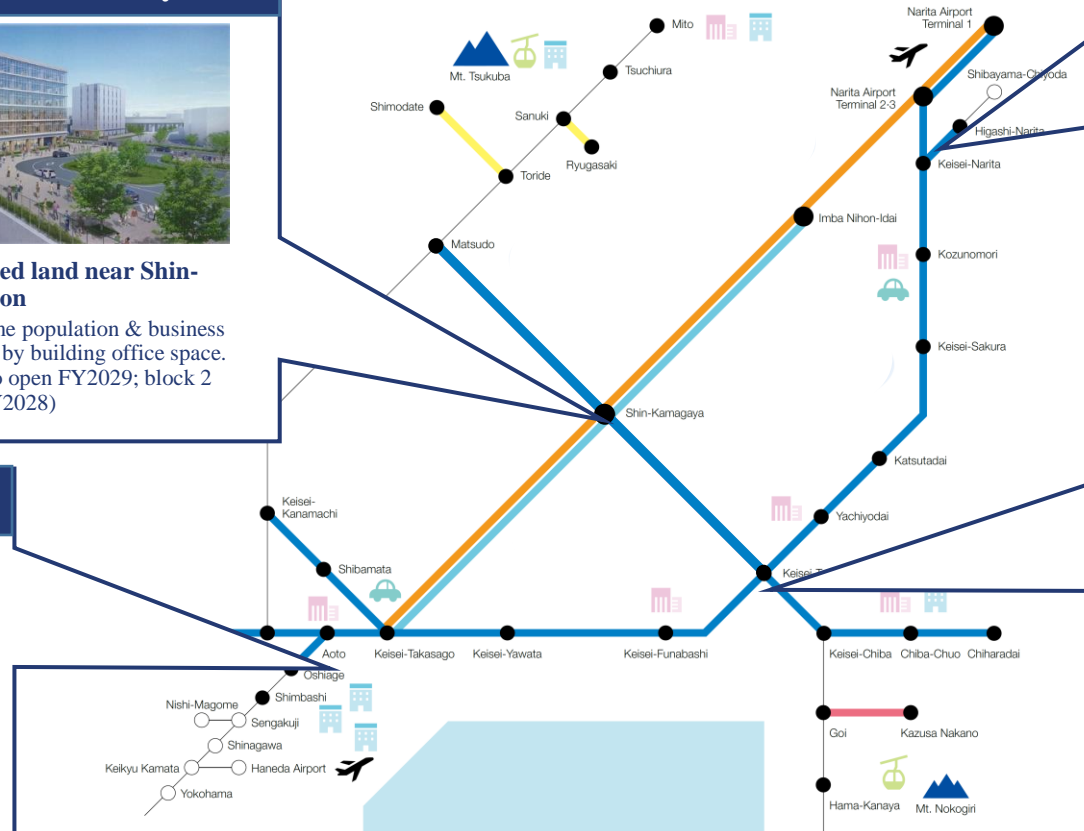 ed land near Shin-
on
ne population & business
by building office space.
o open FY2029; block 2
Y2028)
Mt. Tsukuba
Mito
Tsuchiura
Shimodate
Sanuki
Ryugasaki
Toride
Matsudo
Narita Airport
Terminal 1
Shibayama-Chiyoda
Narita Airport
Terminal 2-3
Higashi-Narita
Keisei-Narita
Imba Nihon-Idai
Kozunomori
Keisei-Sakura
Shin-Kamagaya
Katsutadai
Yachiyodai
Keisei-
Kanamachi
Shibamata
Keisei-T
Aoto
Keisei-Takasago
Keisei-Yawata
Keisei-Funabashi
Keisei-Chiba
Chiba-Chuo
Chiharadai
Oshiage
Shimbashi
Nishi-Magome
Sengakuji
Shinagawa
Keikyu Kamata
Haneda Airport
Yokohama
Goi
Kazusa Nakano
Hama-Kanaya
Mt. Nokogiri